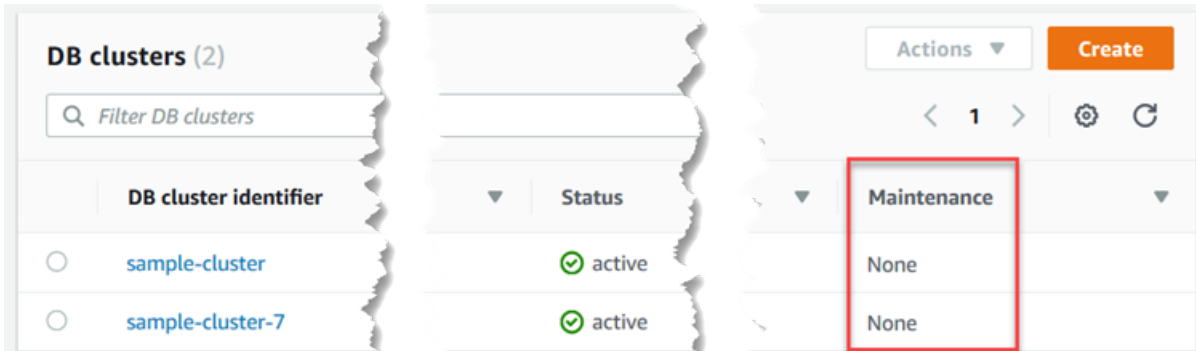 DB clusters (2)
Actions
Create
Filter DB clusters
1
DB cluster identifier
Status
Maintenance
sample-cluster
active
None
sample-cluster-7
active
None